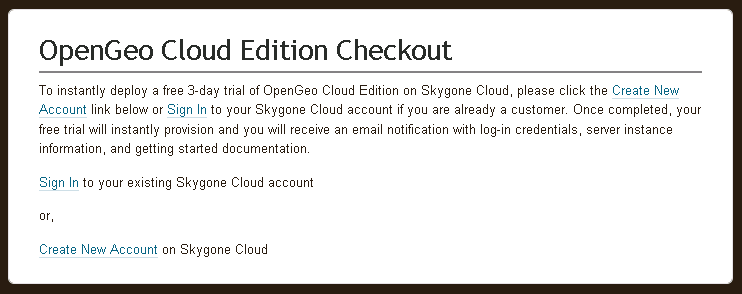 OpenGeo Cloud Edition Checkout
To instantly deploy a free 3-day trial of OpenGeo Cloud Edition on Skygone Cloud, please click the Create New
Account link below or Sign In to your Skygone Cloud account if you are already a customer. Once completed, your
free trial will instantly provision and you will receive an email notification with log-in credentials, server instance
information, and getting started documentation.
Sign In to your existing Skygone Cloud account
or,
Create New Account on Skygone Cloud